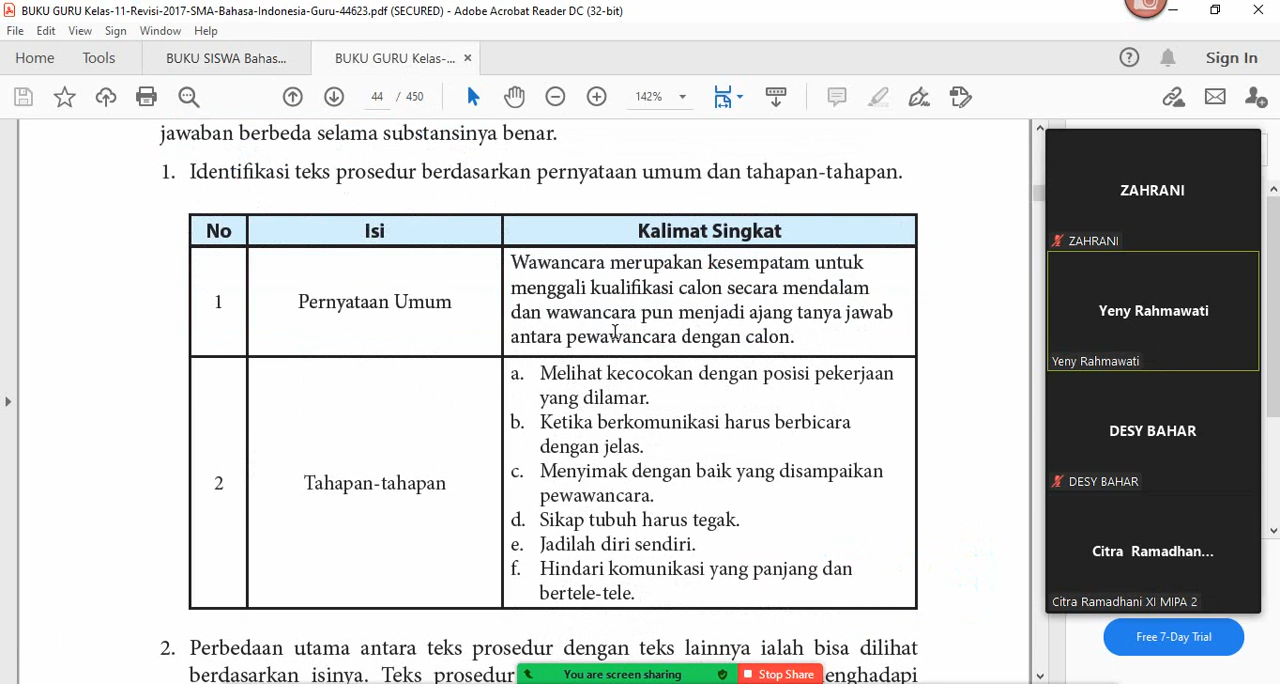 BUKU GURU Kelas-11-Revisi-2017-SMA-Bahasa-Indonesia-Guru-44623.pdf (SECURED) - Adobe Acrobat Reader DC (32-bit)
File Edit View Sign Window Help
Home Tools BUKU SISWA Bahas... BUKU GURU Kelas-... × Sign In
44 / 450 142%
jawaban berbeda selama substansinya benar.
1. Identifikasi teks prosedur berdasarkan pernyataan umum dan tahapan-tahapan.
No Isi Kalimat Singkat
1 Pernyataan Umum
Wawancara merupakan kesempatam untuk
menggali kualifikasi calon secara mendalam
dan wawancara pun menjadi ajang tanya jawab
antara pewawancara dengan calon.
2 Tahapan-tahapan
a. Melihat kecocokan dengan posisi pekerjaan
yang dilamar.
b. Ketika berkomunikasi harus berbicara
dengan jelas.
c. Menyimak dengan baik yang disampaikan
pewawancara.
d. Sikap tubuh harus tegak.
e. Jadilah diri sendiri.
f. Hindari komunikasi yang panjang dan
bertele-tele.
2. Perbedaan utama antara teks prosedur dengan teks lainnya ialah bisa dilihat
berdasarkan isinya. Teks prosedur
menghadapi
You are screen sharing Stop Share
ZAHRANI
ZAHRANI
Yeny Rahmawati
Yeny Rahmawati
DESY BAHAR
DESY BAHAR
Citra Ramadhan...
Citra Ramadhani XI MIPA 2
Free 7-Day Trial